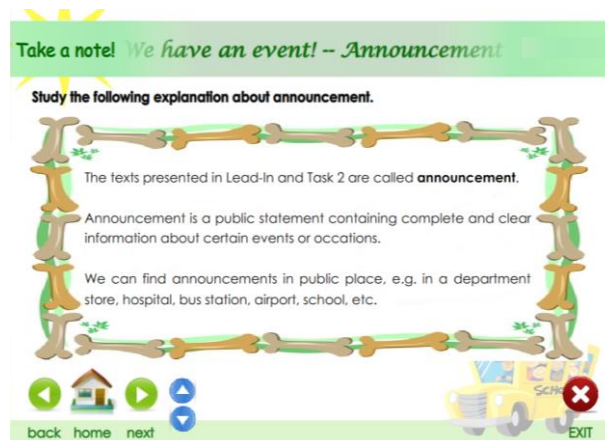 Take a note! We have an event! -- Announcement
Study the following explanation about announcement.
The texts presented in Lead-In and Task 2 are called announcement.
Announcement is a public statement containing complete and clear
information about certain events or occations.
We can find announcements in public place, e.g. in a department
store, hospital, bus station, airport, school, etc.
SCHO
back home next
EXIT